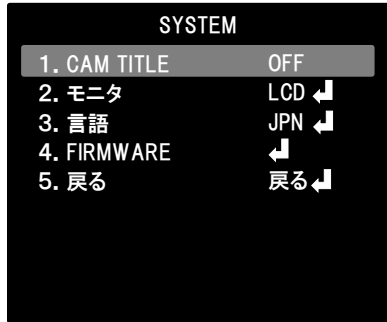 SYSTEM
1. CAM TITLE OFF
2. モニタ LCD ↲
3. 言語 JPN ↲
4. FIRMWARE ↲
5. 戻る 戻る↲